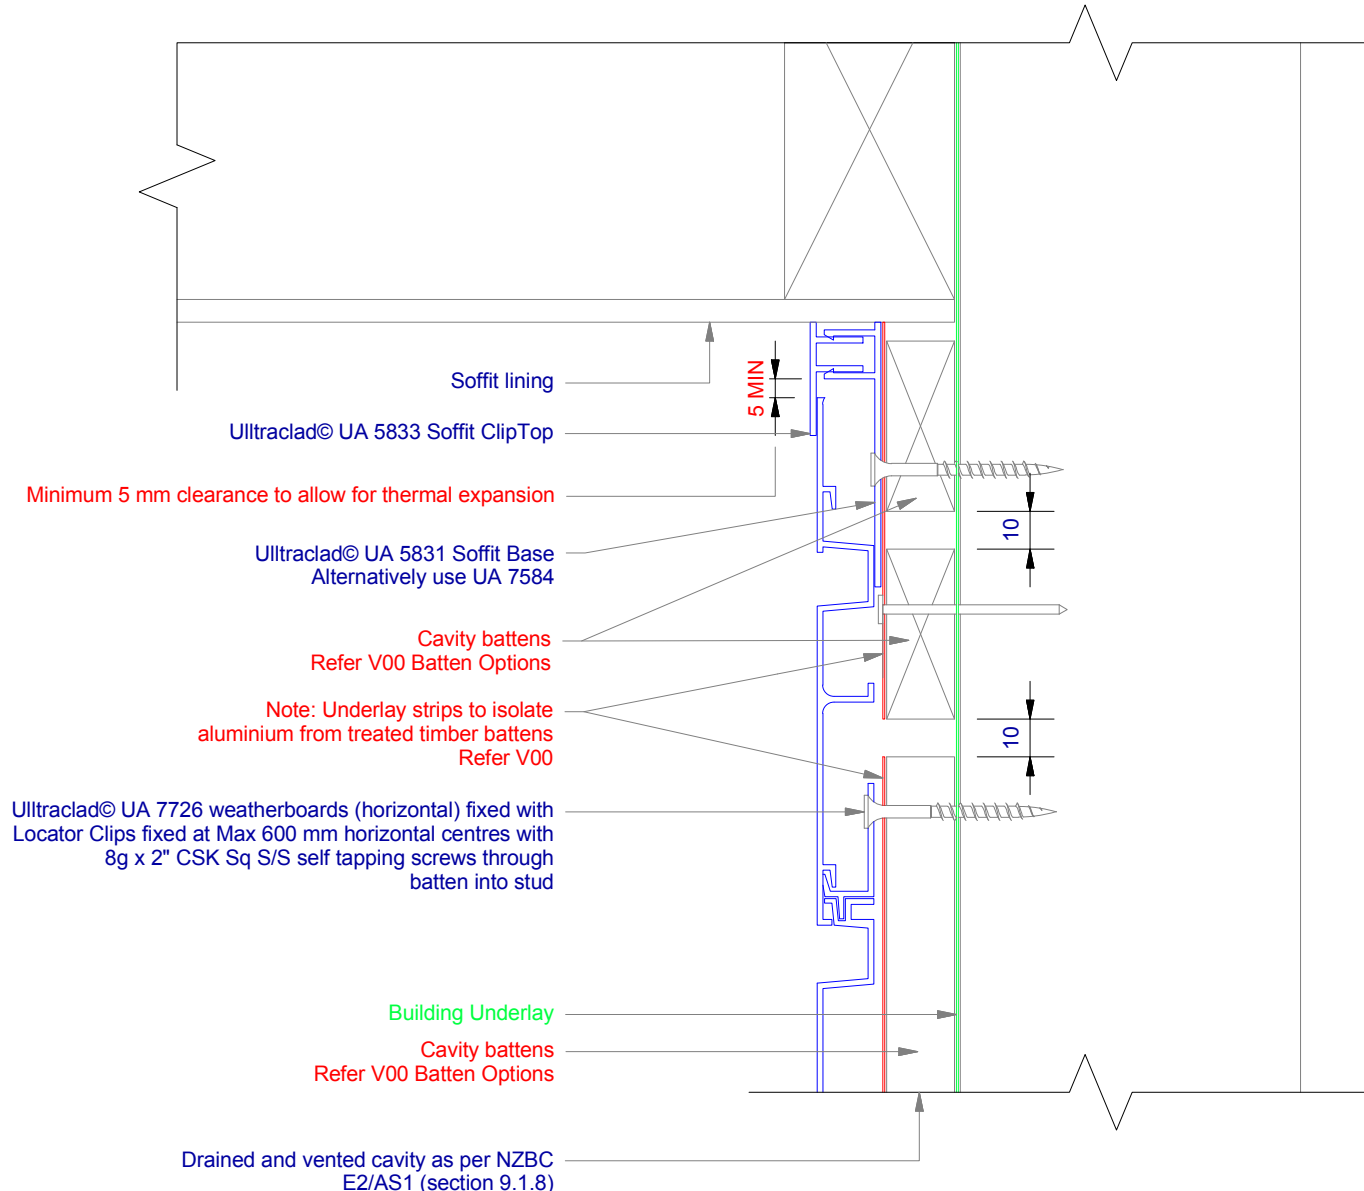 Soffit lining
5 MIN
Ulltraclad© UA 5833 Soffit ClipTop
Minimum 5 mm clearance to allow for thermal expansion
10
Ulltraclad© UA 5831 Soffit Base
Alternatively use UA 7584
Cavity battens
Refer V00 Batten Options
Note: Underlay strips to isolate
aluminium from treated timber battens
Refer V00
10
Ulltraclad© UA 7726 weatherboards (horizontal) fixed with
Locator Clips fixed at Max 600 mm horizontal centres with
8g x 2" CSK Sq S/S self tapping screws through
batten into stud
Building Underlay
Cavity battens
Refer V00 Batten Options
Drained and vented cavity as per NZBC
E2/AS1 (section 9.1.8)